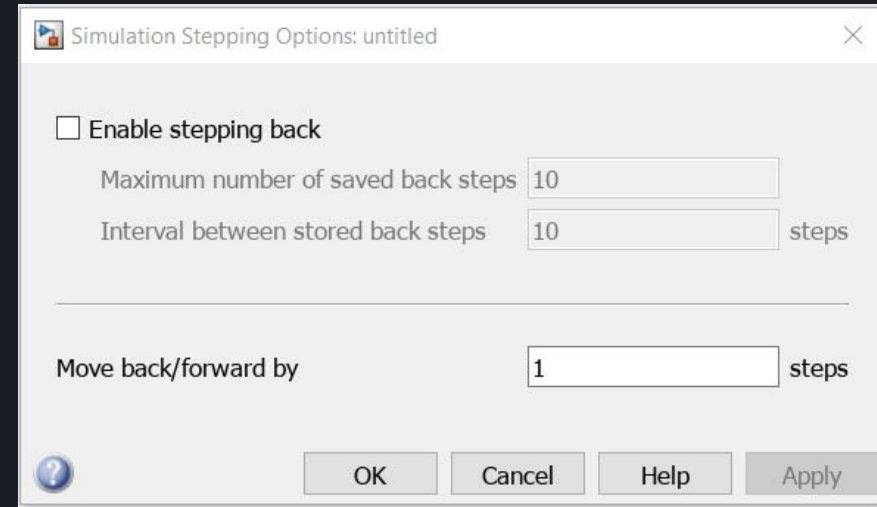 Simulation Stepping Options: untitled
Enable stepping back
Maximum number of saved back steps 10
Interval between stored back steps 10 steps
Move back/forward by 1 steps
? OK Cancel Help Apply